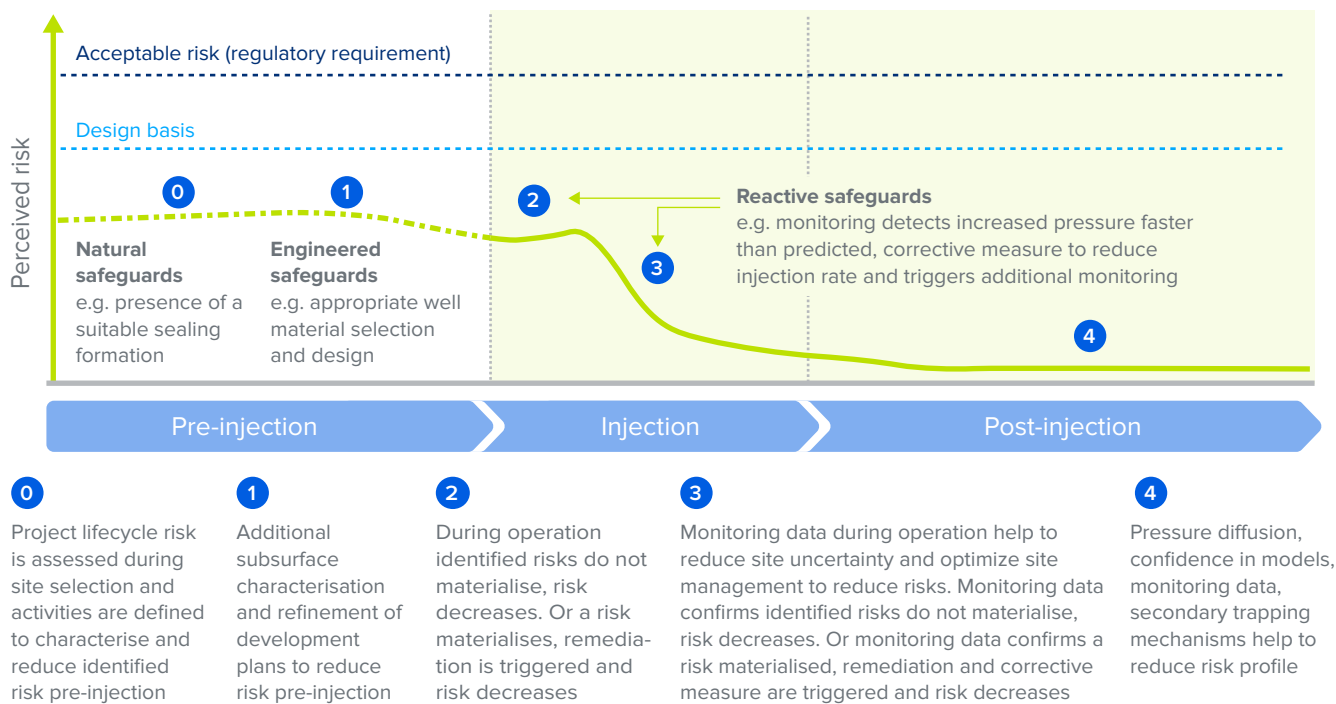 Acceptable risk (regulatory requirement)
Design basis
Perceived risk
0
1
2
3
4
Natural
safeguards
e.g. presence of a
suitable sealing
formation
Engineered
safeguards
e.g. appropriate well
material selection
and design
Reactive safeguards
e.g. monitoring detects increased pressure faster
than predicted, corrective measure to reduce
injection rate and triggers additional monitoring
Pre-injection
Injection
Post-injection
0
Project lifecycle risk
is assessed during
site selection and
activities are defined
to characterise and
reduce identified
risk pre-injection
1
Additional
subsurface
characterisation
and refinement of
development
plans to reduce
risk pre-injection
2
During operation
identified risks do not
materialise, risk
decreases. Or a risk
materialises, remedia-
tion is triggered and
risk decreases
3
Monitoring data during operation help to
reduce site uncertainty and optimize site
management to reduce risks. Monitoring data
confirms identified risks do not materialise,
risk decreases. Or monitoring data confirms a
risk materialised, remediation and corrective
measure are triggered and risk decreases
4
Pressure diffusion,
confidence in models,
monitoring data,
secondary trapping
mechanisms help to
reduce risk profile